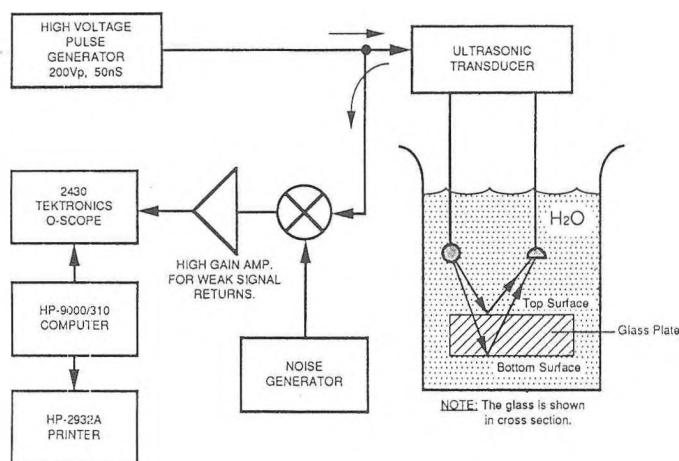 HIGH VOLTAGE
PULSE
GENERATOR
200Vp, 50nS
ULTRASONIC
TRANSDUCER
2430
TEKTRONICS
O-SCOPE
HIGH GAIN AMP.
FOR WEAK SIGNAL
RETURNS.
H2O
Top Surface
Glass Plate
Bottom Surface
HP-9000/310
COMPUTER
NOISE
GENERATOR
NOTE: The glass is shown
in cross section.
HP-2932A
PRINTER